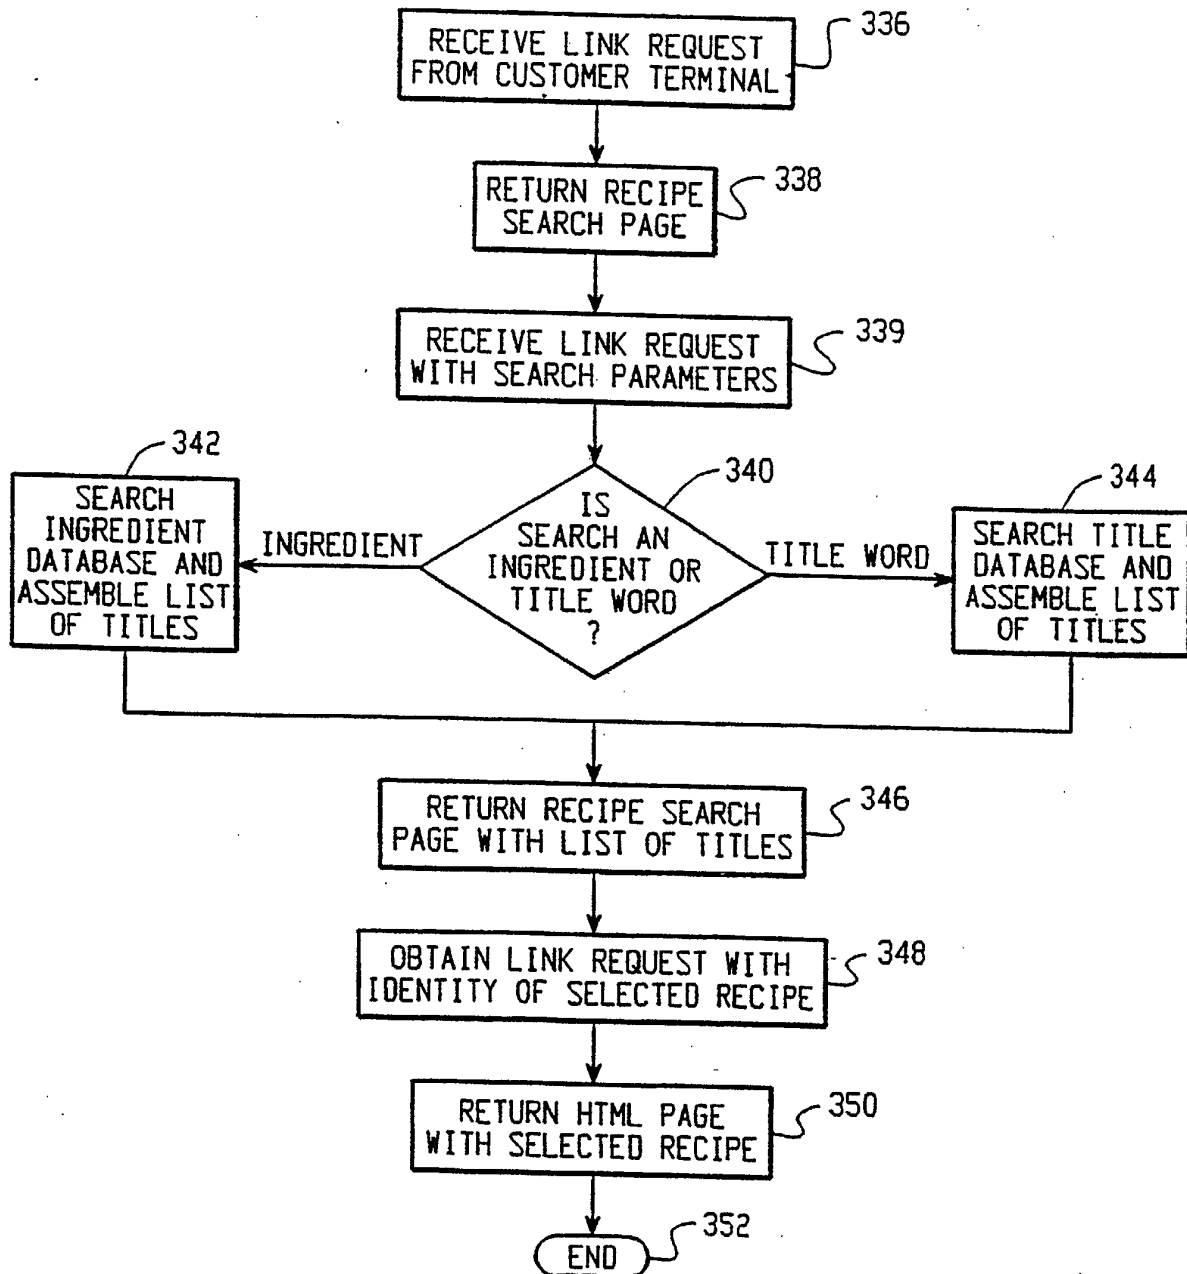 RECEIVE LINK REQUEST
FROM CUSTOMER TERMINAL
336
RETURN RECIPE
SEARCH PAGE
338
RECEIVE LINK REQUEST
WITH SEARCH PARAMETERS
339
IS
SEARCH AN
INGREDIENT OR
TITLE WORD
?
340
INGREDIENT
TITLE WORD
342
SEARCH
INGREDIENT
DATABASE AND
ASSEMBLE LIST
OF TITLES
344
SEARCH TITLE
DATABASE AND
ASSEMBLE LIST
OF TITLES
RETURN RECIPE SEARCH
PAGE WITH LIST OF TITLES
346
OBTAIN LINK REQUEST WITH
IDENTITY OF SELECTED RECIPE
348
RETURN HTML PAGE
WITH SELECTED RECIPE
350
END
352